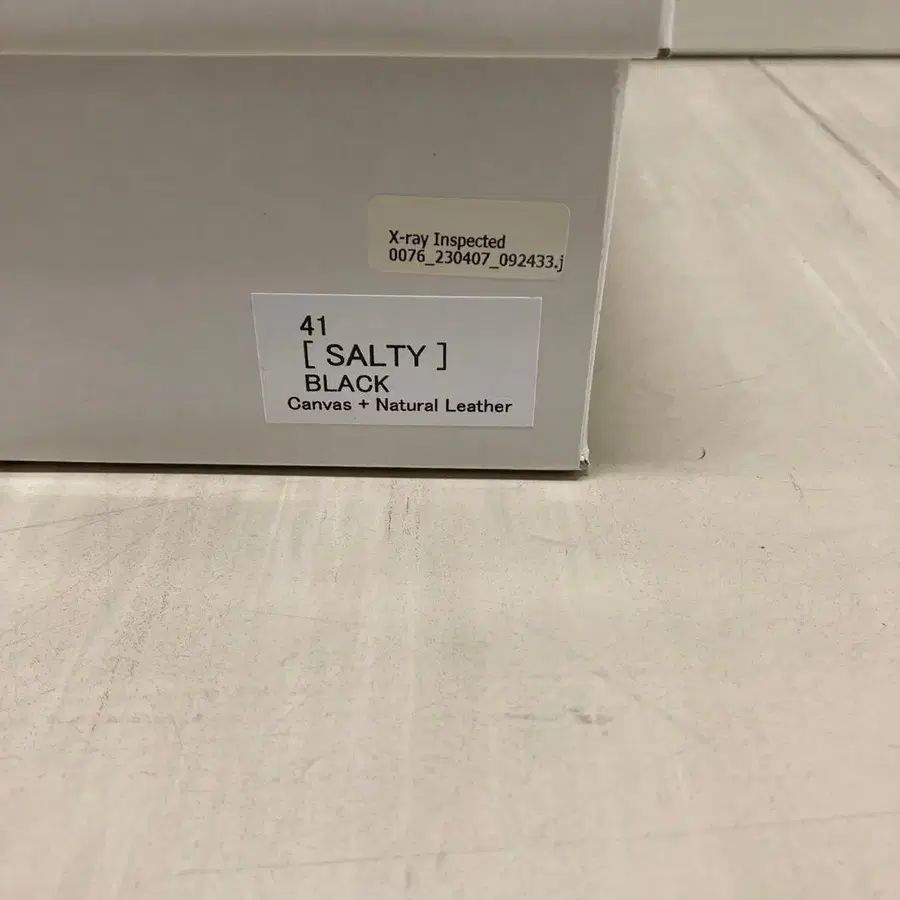 X-ray Inspected
0076_230407_092433.j
41
[ SALTY ]
BLACK
Canvas + Natural Leather